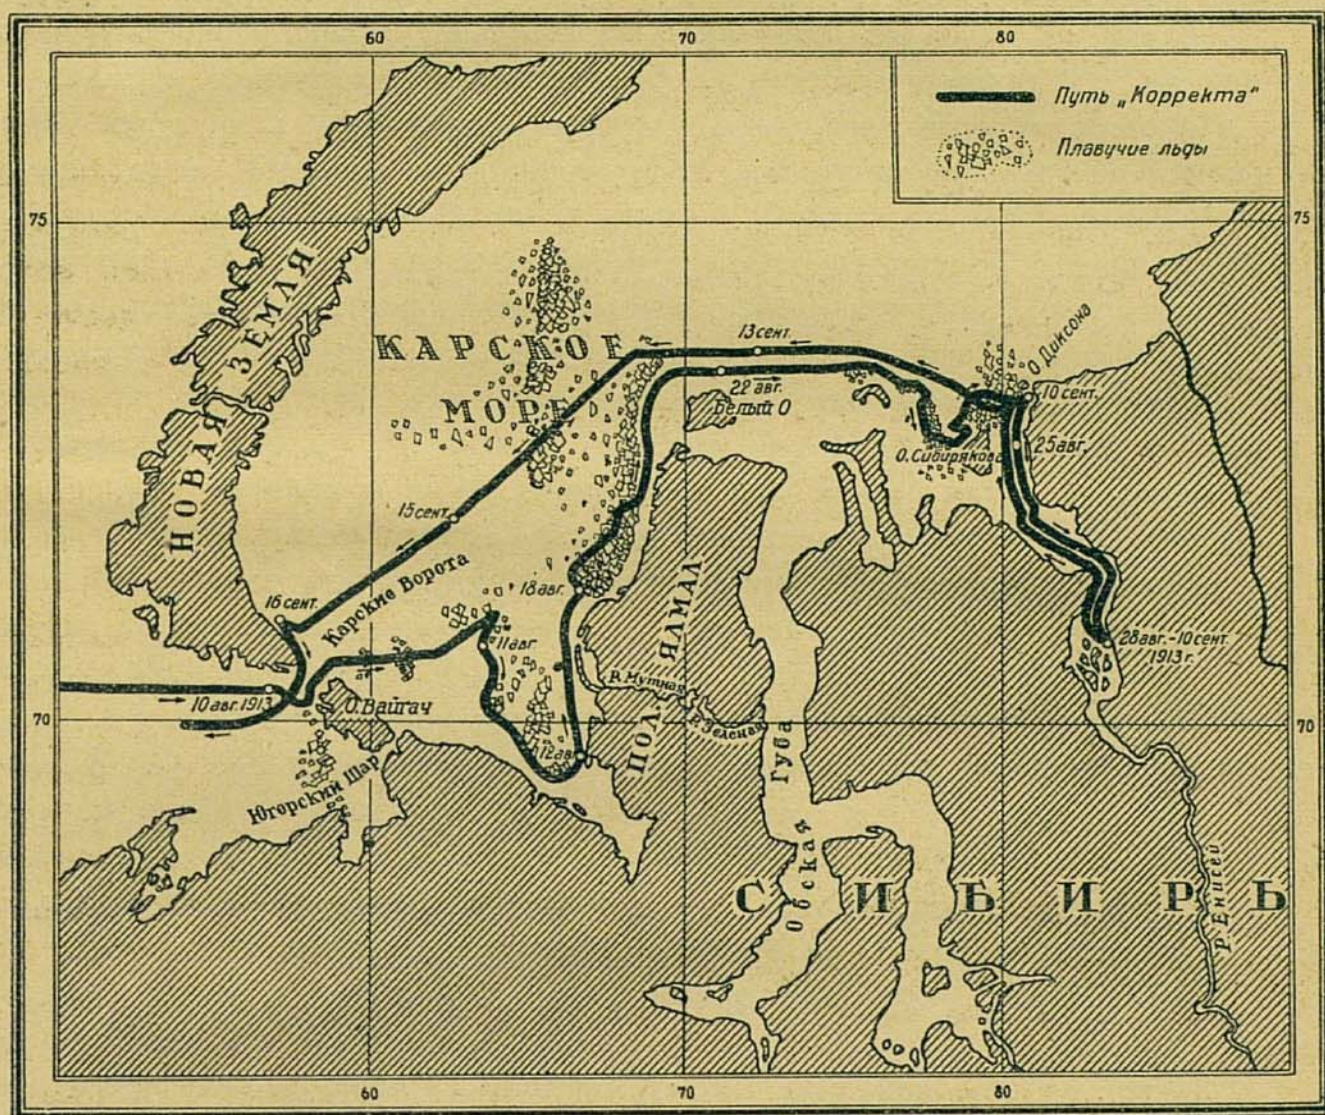 60 70 80
Путь „Корректа“
Плавучие льды
75 75
НОВАЯ ЗЕМЛЯ
КАРСКОЕ
МОРЕ
13 сент.
22 авг.
Белый О
О Диксона
10 сент.
25 авг.
О. Сибирякова
15 сент.
Карские Ворота
16 сент.
18 авг.
11 авг
28 авг.-10 сент.
1913 г.
10 авг. 1913
О. Вайгач
Югорский Шар
12 ав
ПОЛ. ЯМАЛ
Р. Мутная
Р. Зеленая
70 70
Обская Губа
СИБИРЬ
Р. Енисей
60 70 80